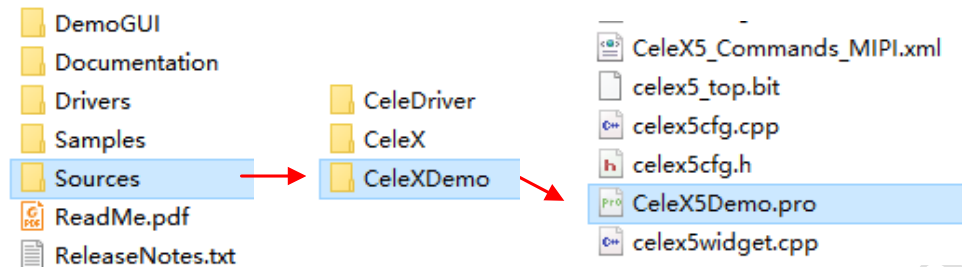 DemoGUI
Documentation
Drivers
Samples
Sources
ReadMe.pdf
ReleaseNotes.txt
CeleDriver
CeleX
CeleXDemo
CeleX5_Commands_MIPI.xml
celex5_top.bit
celex5cfg.cpp
celex5cfg.h
CeleX5Demo.pro
celex5widget.cpp